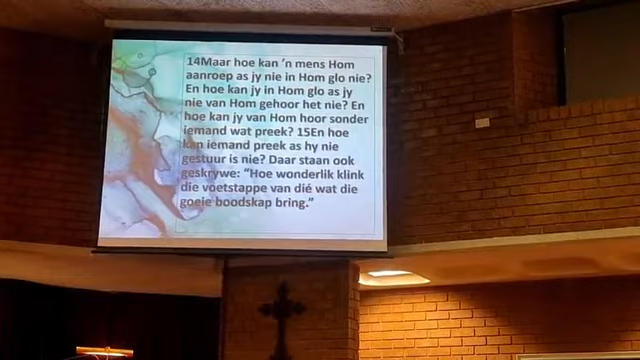 14Maar hoe kan 'n mens Hom
aanroep as jy nie in Hom glo nie?
En hoe kan jy in Hom glo as jy
nie van Hom gehoor het nie? En
hoe kan jy van Hom hoor sonder
iemand wat preek? 15En hoe
kan iemand preek as hy nie
gestuur is nie? Daar staan ook
geskrywe: “Hoe wonderlik klink
die voetstappe van dié wat die
goeie boodskap bring.”